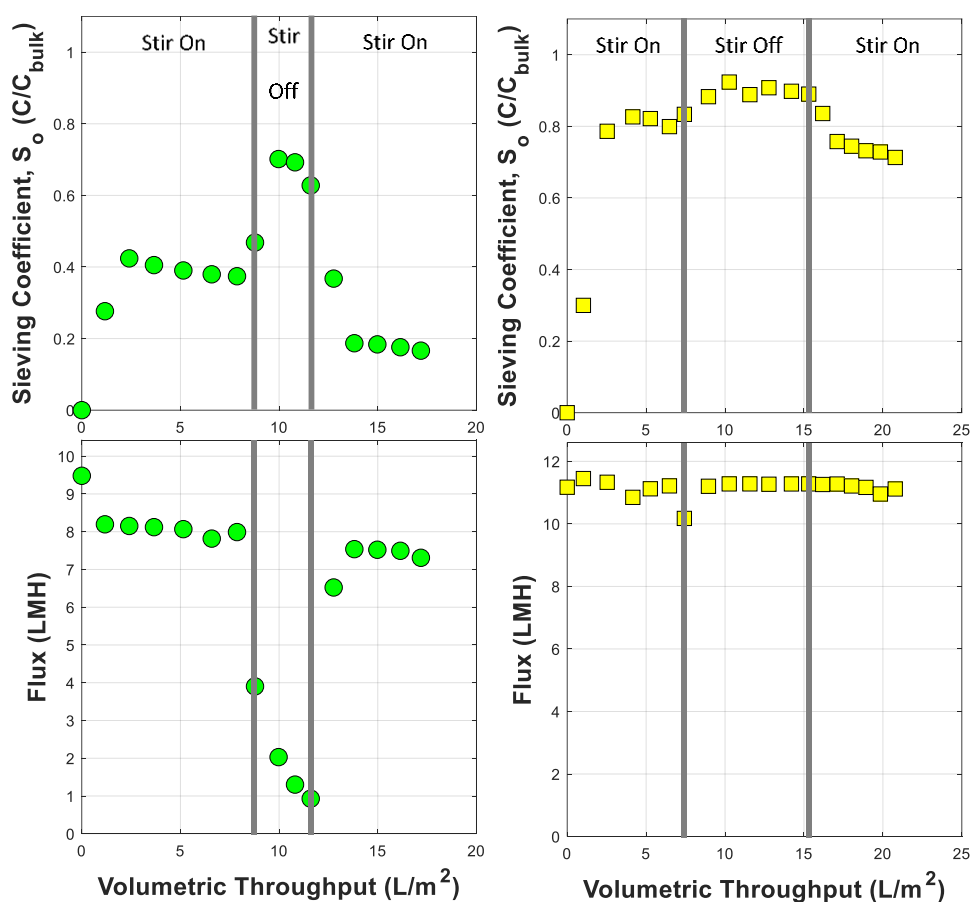 Stir On
Stir
Off
Stir On
Sieving Coefficient, S_o (C/C_bulk)
1
0.8
0.6
0.4
0.2
0
0 5 10 15 20
Stir On
Stir Off
Stir On
Sieving Coefficient, S_o (C/C_bulk)
1
0.8
0.6
0.4
0.2
0
0 5 10 15 20 25
Flux (LMH)
10
9
8
7
6
5
4
3
2
1
0
0 5 10 15 20
Volumetric Throughput (L/m²)
Flux (LMH)
12
10
8
6
4
2
0
0 5 10 15 20 25
Volumetric Throughput (L/m²)